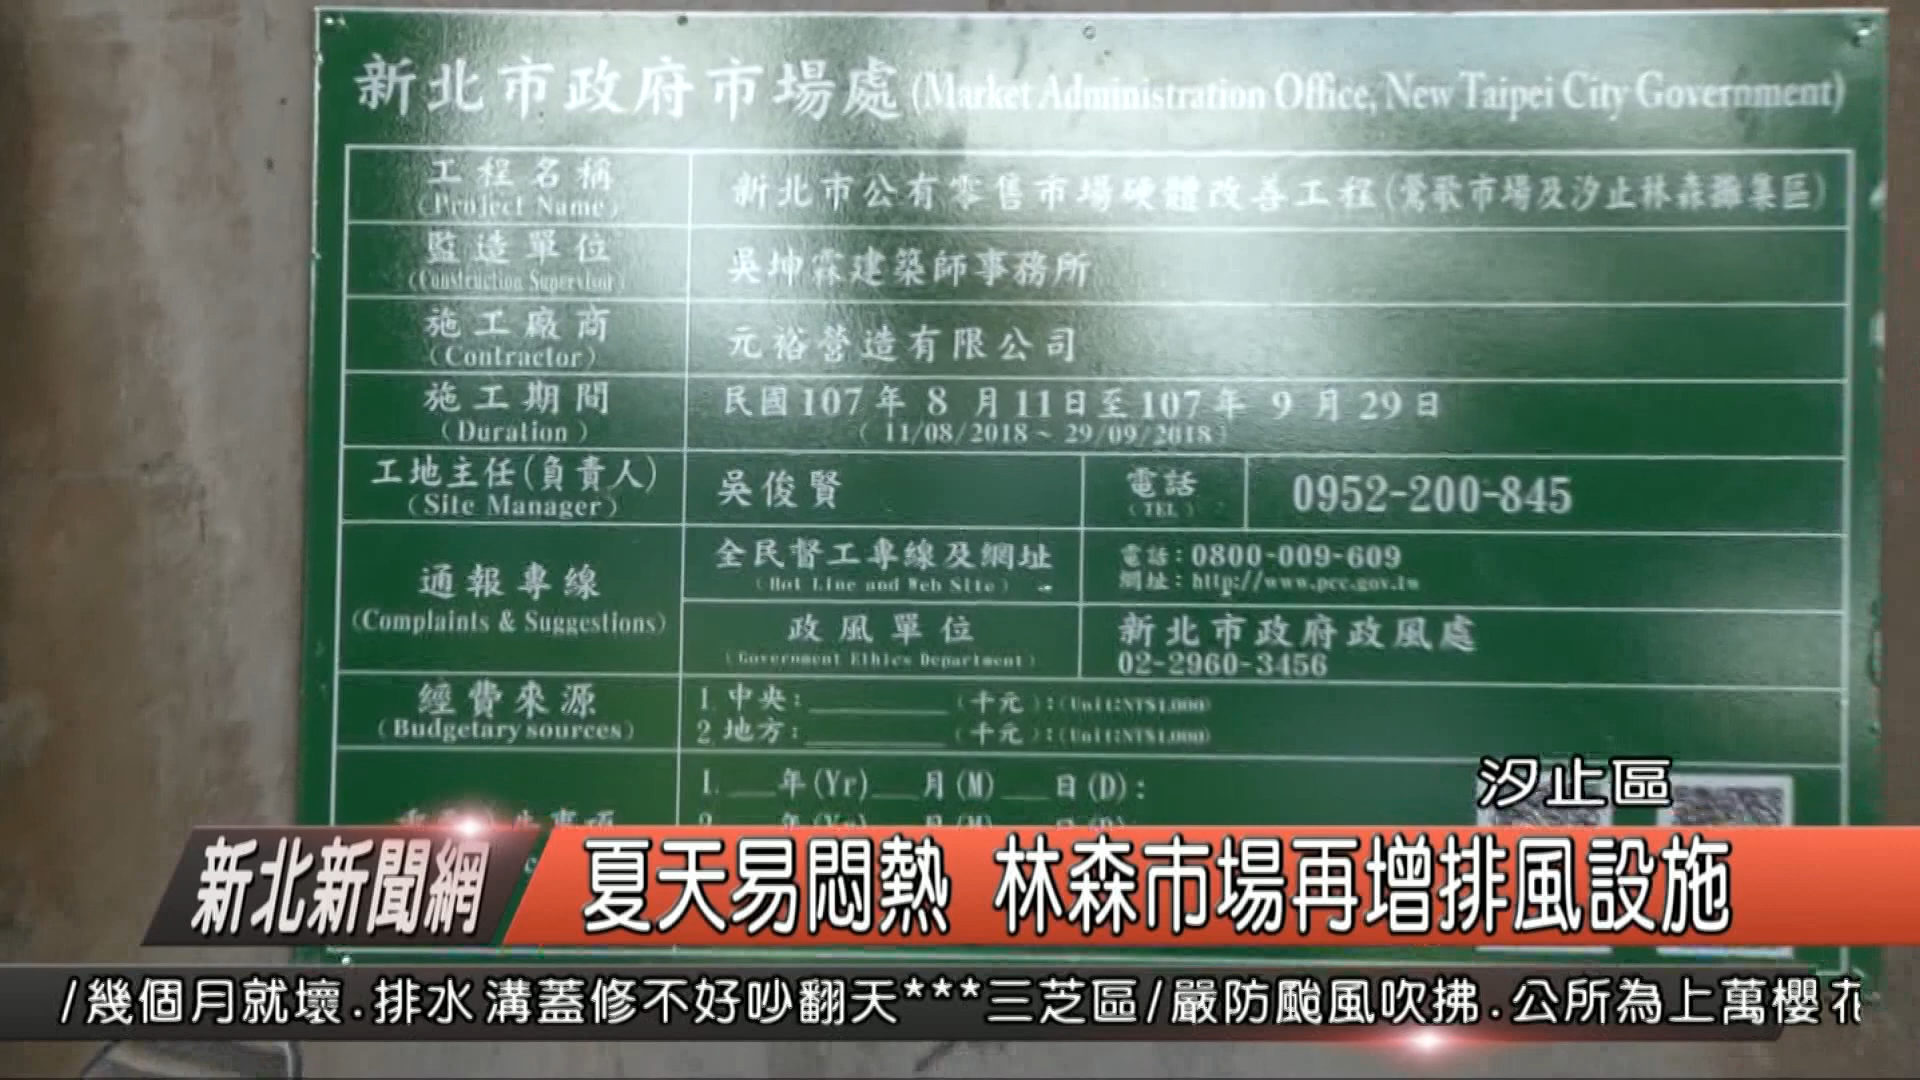 新北市政府市場處(Market Administration Office, New Taipei City Government)
工程名稱
(Project Name)
新北市公有零售市場硬體改善工程(鶯歌市場及汐止林森攤集區)
監造單位
(Construction Supervisor)
吳坤霖建築師事務所
施工廠商
(Contractor)
元裕營造有限公司
施工期間
(Duration)
民國107年 8 月11日至107年 9 月 29日
(11/08/2018~ 29/09/2018)
工地主任(負責人)
(Site Manager)
吳俊賢
電話
(TEL)
0952-200-845
通報專線
(Complaints & Suggestions)
全民督工專線及網址
(Hot Line and Web Site)
電話:0800-009-609
網址:http://www.pcc.gov.tw
政風單位
(Government Ethics Department)
新北市政府政風處
02-2960-3456
經費來源
(Budgetary sources)
1.中央:________(千元):(Unit:NT$1,000)
2.地方:________(千元):(Unit:NT$1,000)
1.___年(Yr)___月(M)___日(D):
汐止區
新北新聞網
夏天易悶熱 林森市場再增排風設施
/幾個月就壞.排水溝蓋修不好吵翻天***三芝區/嚴防颱風吹拂.公所為上萬櫻花